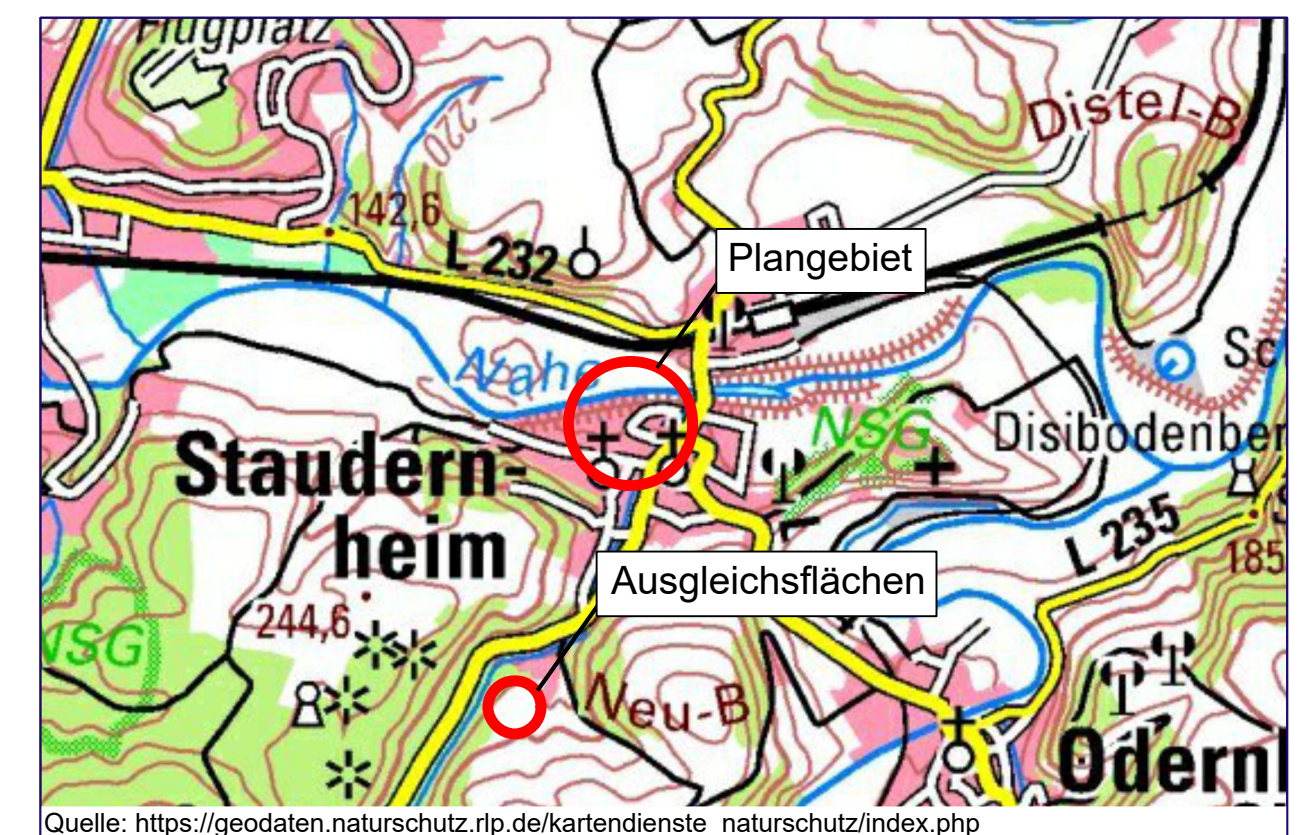 Flugplatz
220
Distel-B
142,6
L 232
Plangebiet
Nahe
Sc
NSG
Disibodenber
Staudern-
heim
L 235
185
Ausgleichsflächen
244,6
NSG
Neu-B
Odernh
Quelle: https://geodaten.naturschutz.rlp.de/kartendienste_naturschutz/index.php